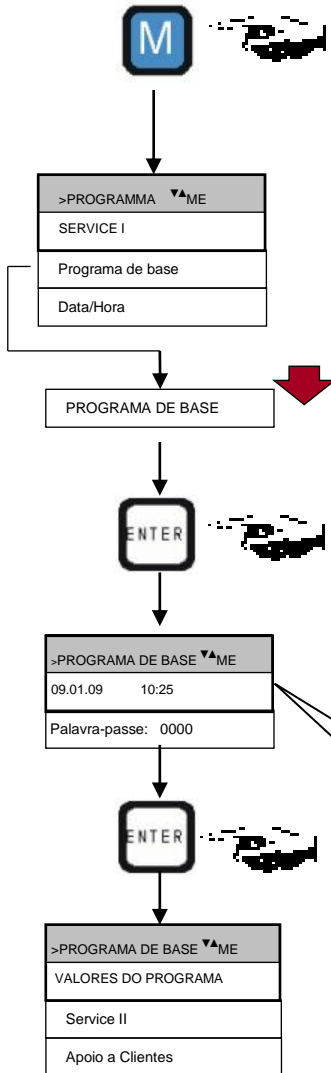 M
>PROGRAMMA ▼▲ME
SERVICE I
Programa de base
Data/Hora
PROGRAMA DE BASE
ENTER
>PROGRAMA DE BASE ▼▲ME
09.01.09 10:25
Palavra-passe: 0000
ENTER
>PROGRAMA DE BASE ▼▲ME
VALORES DO PROGRAMA
Service II
Apoio a Clientes